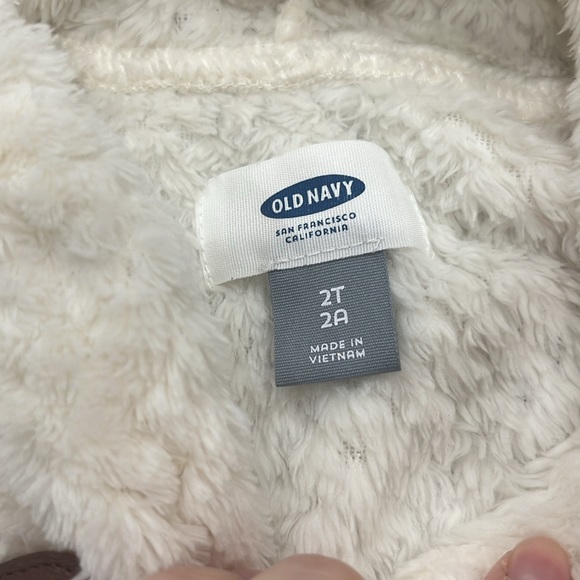 OLD NAVY
SAN FRANCISCO
CALIFORNIA
2T
2A
MADE IN
VIETNAM